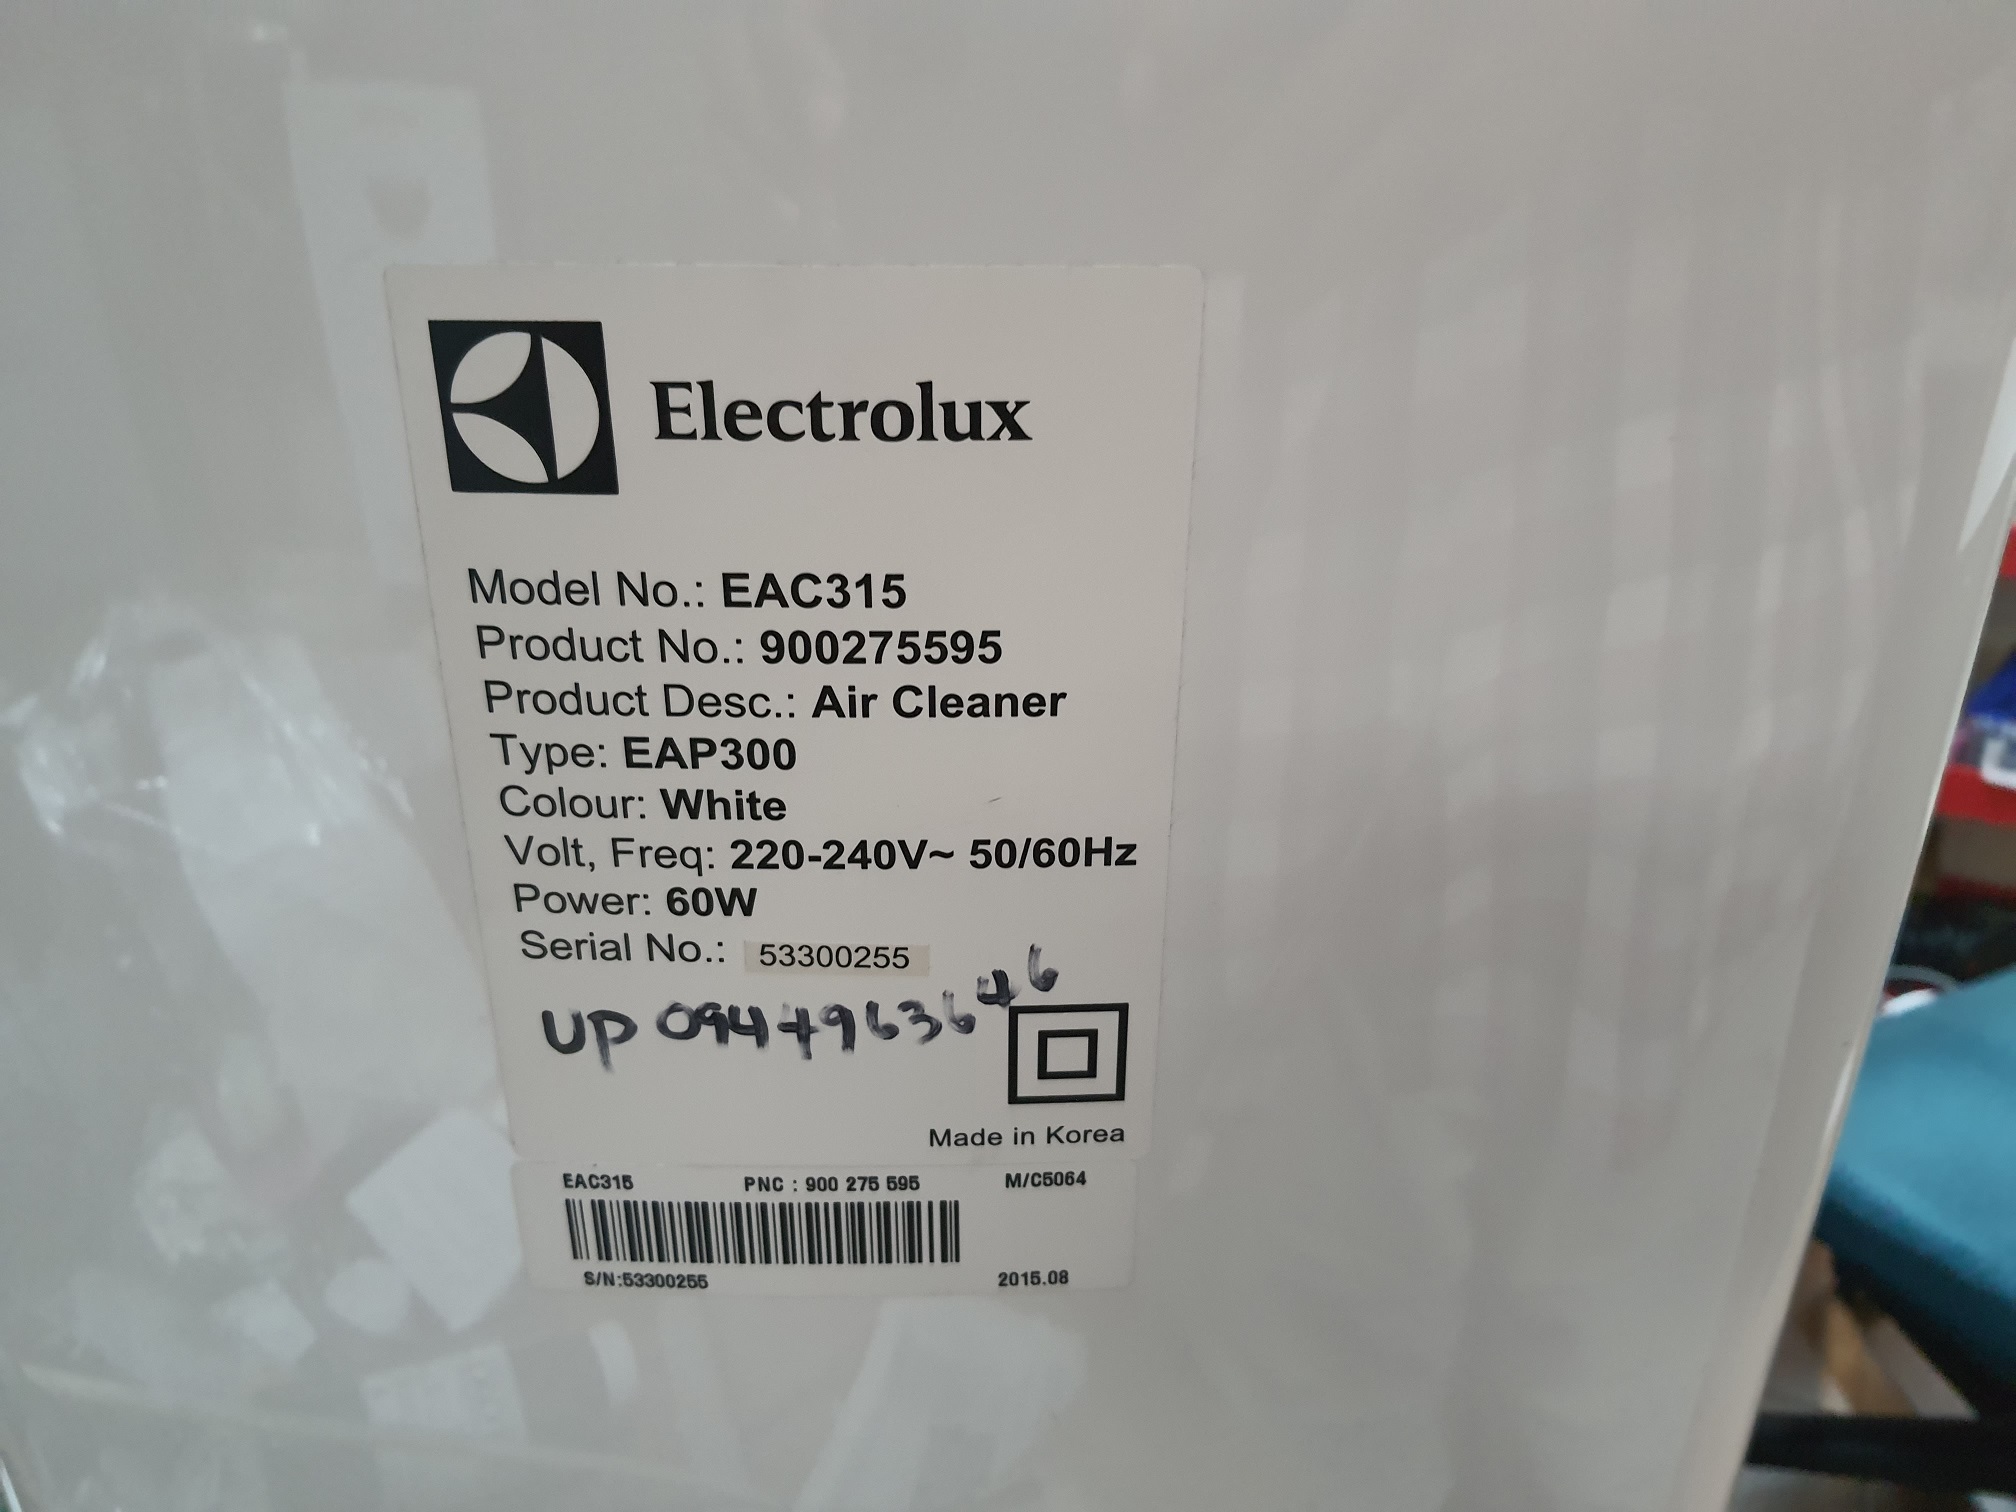 Electrolux
Model No.: EAC315
Product No.: 900275595
Product Desc.: Air Cleaner
Type: EAP300
Colour: White
Volt, Freq: 220-240V~ 50/60Hz
Power: 60W
Serial No.: 53300255
UP 0944963646
Made in Korea
EAC315 PNC : 900 275 595 M/C5064
S/N:53300255 2015.08